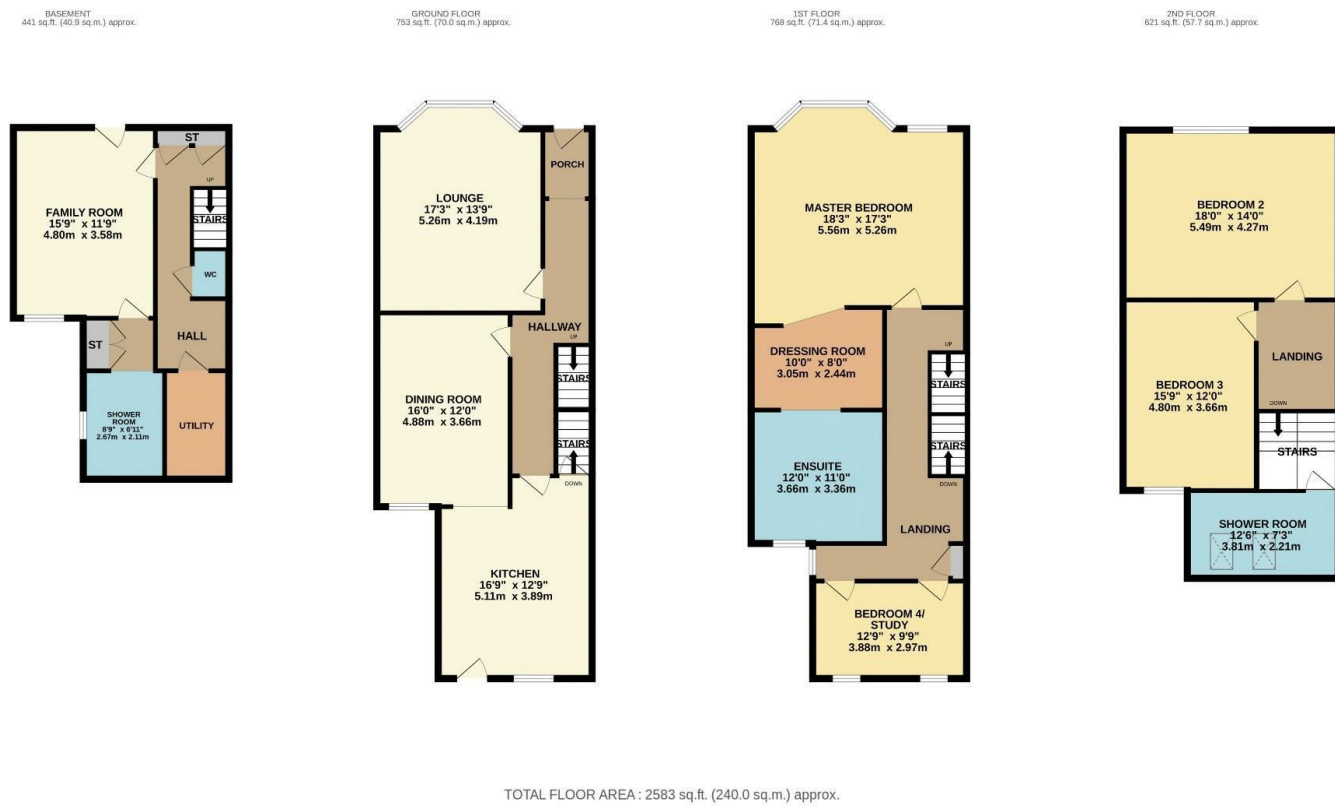 BASEMENT
441 sq.ft. (40.9 sq.m.) approx.
ST
UP
FAMILY ROOM
15'9" x 11'9"
4.80m x 3.58m
STAIRS
WC
HALL
ST
SHOWER
ROOM
8'9" x 6'11"
2.67m x 2.11m
UTILITY
GROUND FLOOR
753 sq.ft. (70.0 sq.m.) approx.
PORCH
LOUNGE
17'3" x 13'9"
5.26m x 4.19m
HALLWAY
UP
STAIRS
DINING ROOM
16'0" x 12'0"
4.88m x 3.66m
STAIRS
DOWN
KITCHEN
16'9" x 12'9"
5.11m x 3.89m
1ST FLOOR
768 sq.ft. (71.4 sq.m.) approx.
MASTER BEDROOM
18'3" x 17'3"
5.56m x 5.26m
UP
DRESSING ROOM
10'0" x 8'0"
3.05m x 2.44m
STAIRS
STAIRS
ENSUITE
12'0" x 11'0"
3.66m x 3.36m
DOWN
LANDING
BEDROOM 4/
STUDY
12'9" x 9'9"
3.88m x 2.97m
2ND FLOOR
621 sq.ft. (57.7 sq.m.) approx.
BEDROOM 2
18'0" x 14'0"
5.49m x 4.27m
LANDING
BEDROOM 3
15'9" x 12'0"
4.80m x 3.66m
DOWN
STAIRS
SHOWER ROOM
12'6" x 7'3"
3.81m x 2.21m
TOTAL FLOOR AREA : 2583 sq.ft. (240.0 sq.m.) approx.